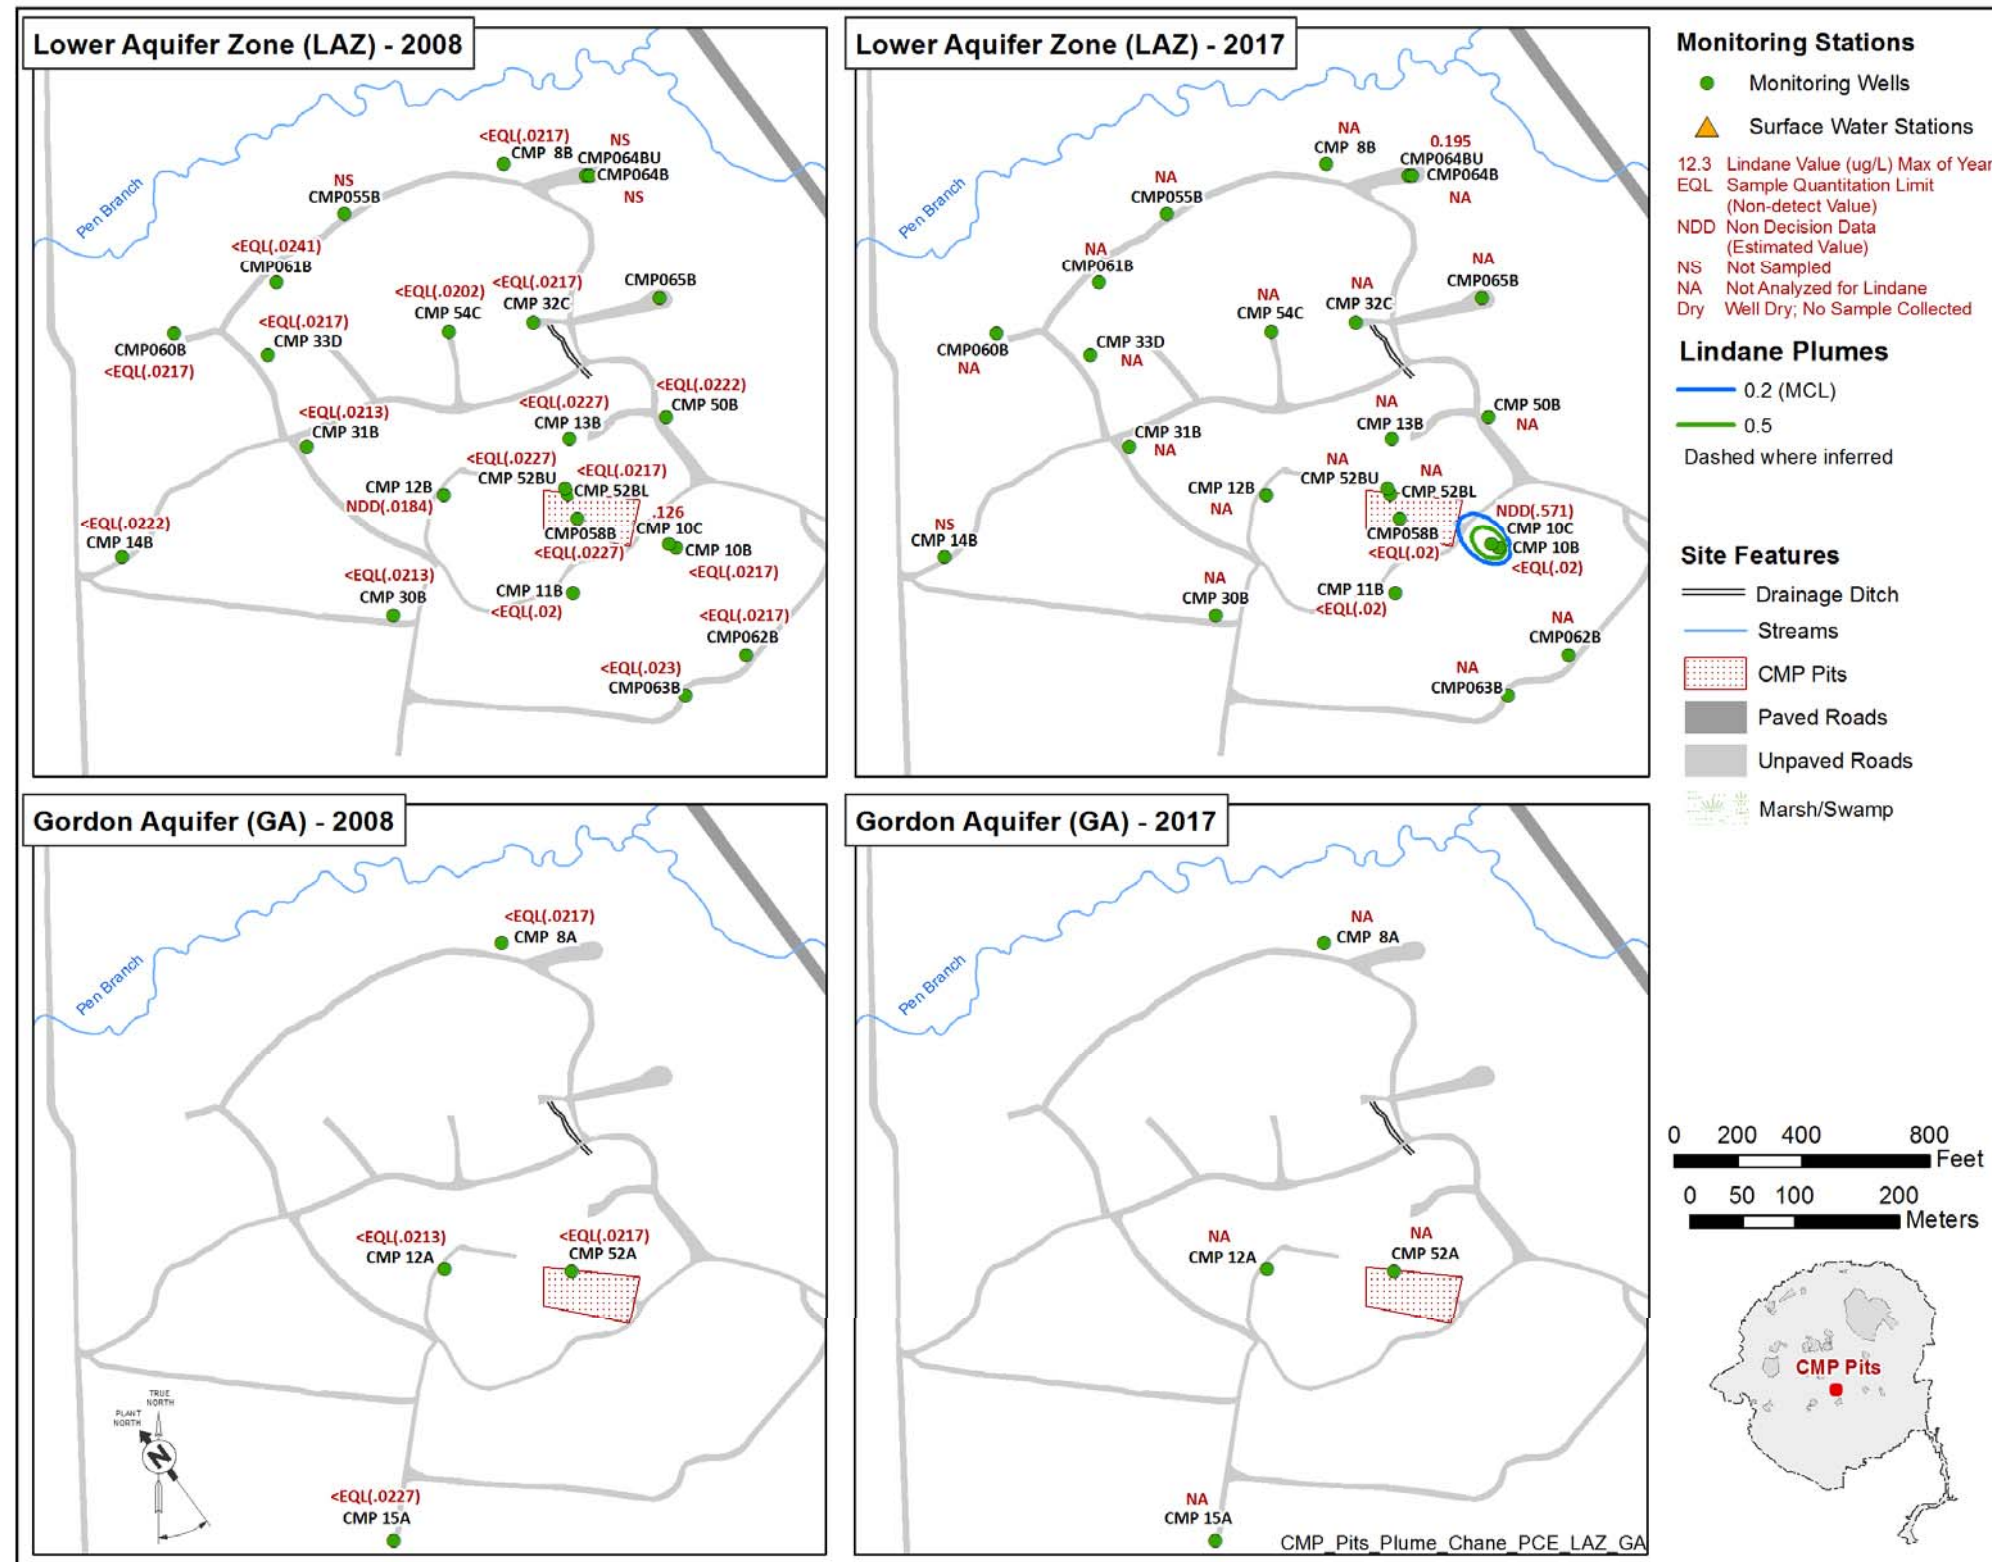 Lower Aquifer Zone (LAZ) - 2008
Pen Branch
<EQL(.0217)
CMP 8B
NS
CMP064BU
CMP064B
NS
NS
CMP055B
<EQL(.0241)
CMP061B
<EQL(.0202)
CMP 54C
<EQL(.0217)
CMP 32C
CMP065B
<EQL(.0217)
CMP 33D
CMP060B
<EQL(.0217)
<EQL(.0222)
CMP 50B
<EQL(.0213)
CMP 31B
<EQL(.0227)
CMP 13B
<EQL(.0227)
CMP 52BU
<EQL(.0217)
CMP 52BL
CMP 12B
NDD(.0184)
CMP058B
<EQL(.0227)
.126
CMP 10C
CMP 10B
<EQL(.0217)
<EQL(.0222)
CMP 14B
<EQL(.0213)
CMP 30B
CMP 11B
<EQL(.02)
<EQL(.0217)
CMP062B
<EQL(.023)
CMP063B
Lower Aquifer Zone (LAZ) - 2017
Pen Branch
NA
CMP 8B
0.195
CMP064BU
CMP064B
NA
NA
CMP055B
NA
CMP061B
NA
CMP 54C
NA
CMP 32C
NA
CMP065B
CMP 33D
NA
CMP060B
NA
CMP 50B
NA
CMP 31B
NA
NA
CMP 13B
NA
CMP 52BU
NA
CMP 52BL
CMP 12B
NA
CMP058B
<EQL(.02)
NDD(.571)
CMP 10C
CMP 10B
<EQL(.02)
NS
CMP 14B
NA
CMP 30B
CMP 11B
<EQL(.02)
NA
CMP062B
NA
CMP063B
Gordon Aquifer (GA) - 2008
Pen Branch
<EQL(.0217)
CMP 8A
<EQL(.0213)
CMP 12A
<EQL(.0217)
CMP 52A
TRUE
NORTH
PLANT
NORTH
N
<EQL(.0227)
CMP 15A
Gordon Aquifer (GA) - 2017
Pen Branch
NA
CMP 8A
NA
CMP 12A
NA
CMP 52A
NA
CMP 15A
CMP_Pits_Plume_Chane_PCE_LAZ_GA
Monitoring Stations
Monitoring Wells
Surface Water Stations
12.3 Lindane Value (ug/L) Max of Year
EQL Sample Quantitation Limit
(Non-detect Value)
NDD Non Decision Data
(Estimated Value)
NS Not Sampled
NA Not Analyzed for Lindane
Dry Well Dry; No Sample Collected
Lindane Plumes
0.2 (MCL)
0.5
Dashed where inferred
Site Features
Drainage Ditch
Streams
CMP Pits
Paved Roads
Unpaved Roads
Marsh/Swamp
0 200 400 800
Feet
0 50 100 200
Meters
CMP Pits